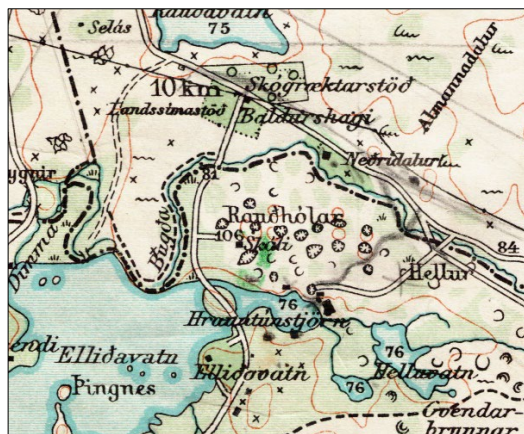 Rauðavatn
75
Selás
10 km
Skógræktarstöð
Landssímastöð
Baldurshagi
Almannadalur
Neðridalur
81
Rauðhólar
106
Skáli
Bugða
Dimma
Hellur
84
76
Hrauntúnstjörn
Elliðavatn
Þingnes
Elliðavatn
76
Helluvatn
76
Gvendar-
brunnar